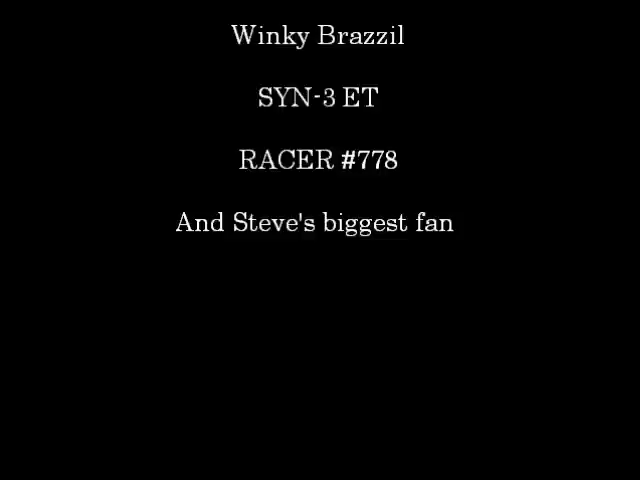 Winky Brazzil
SYN-3 ET
RACER #778
And Steve's biggest fan